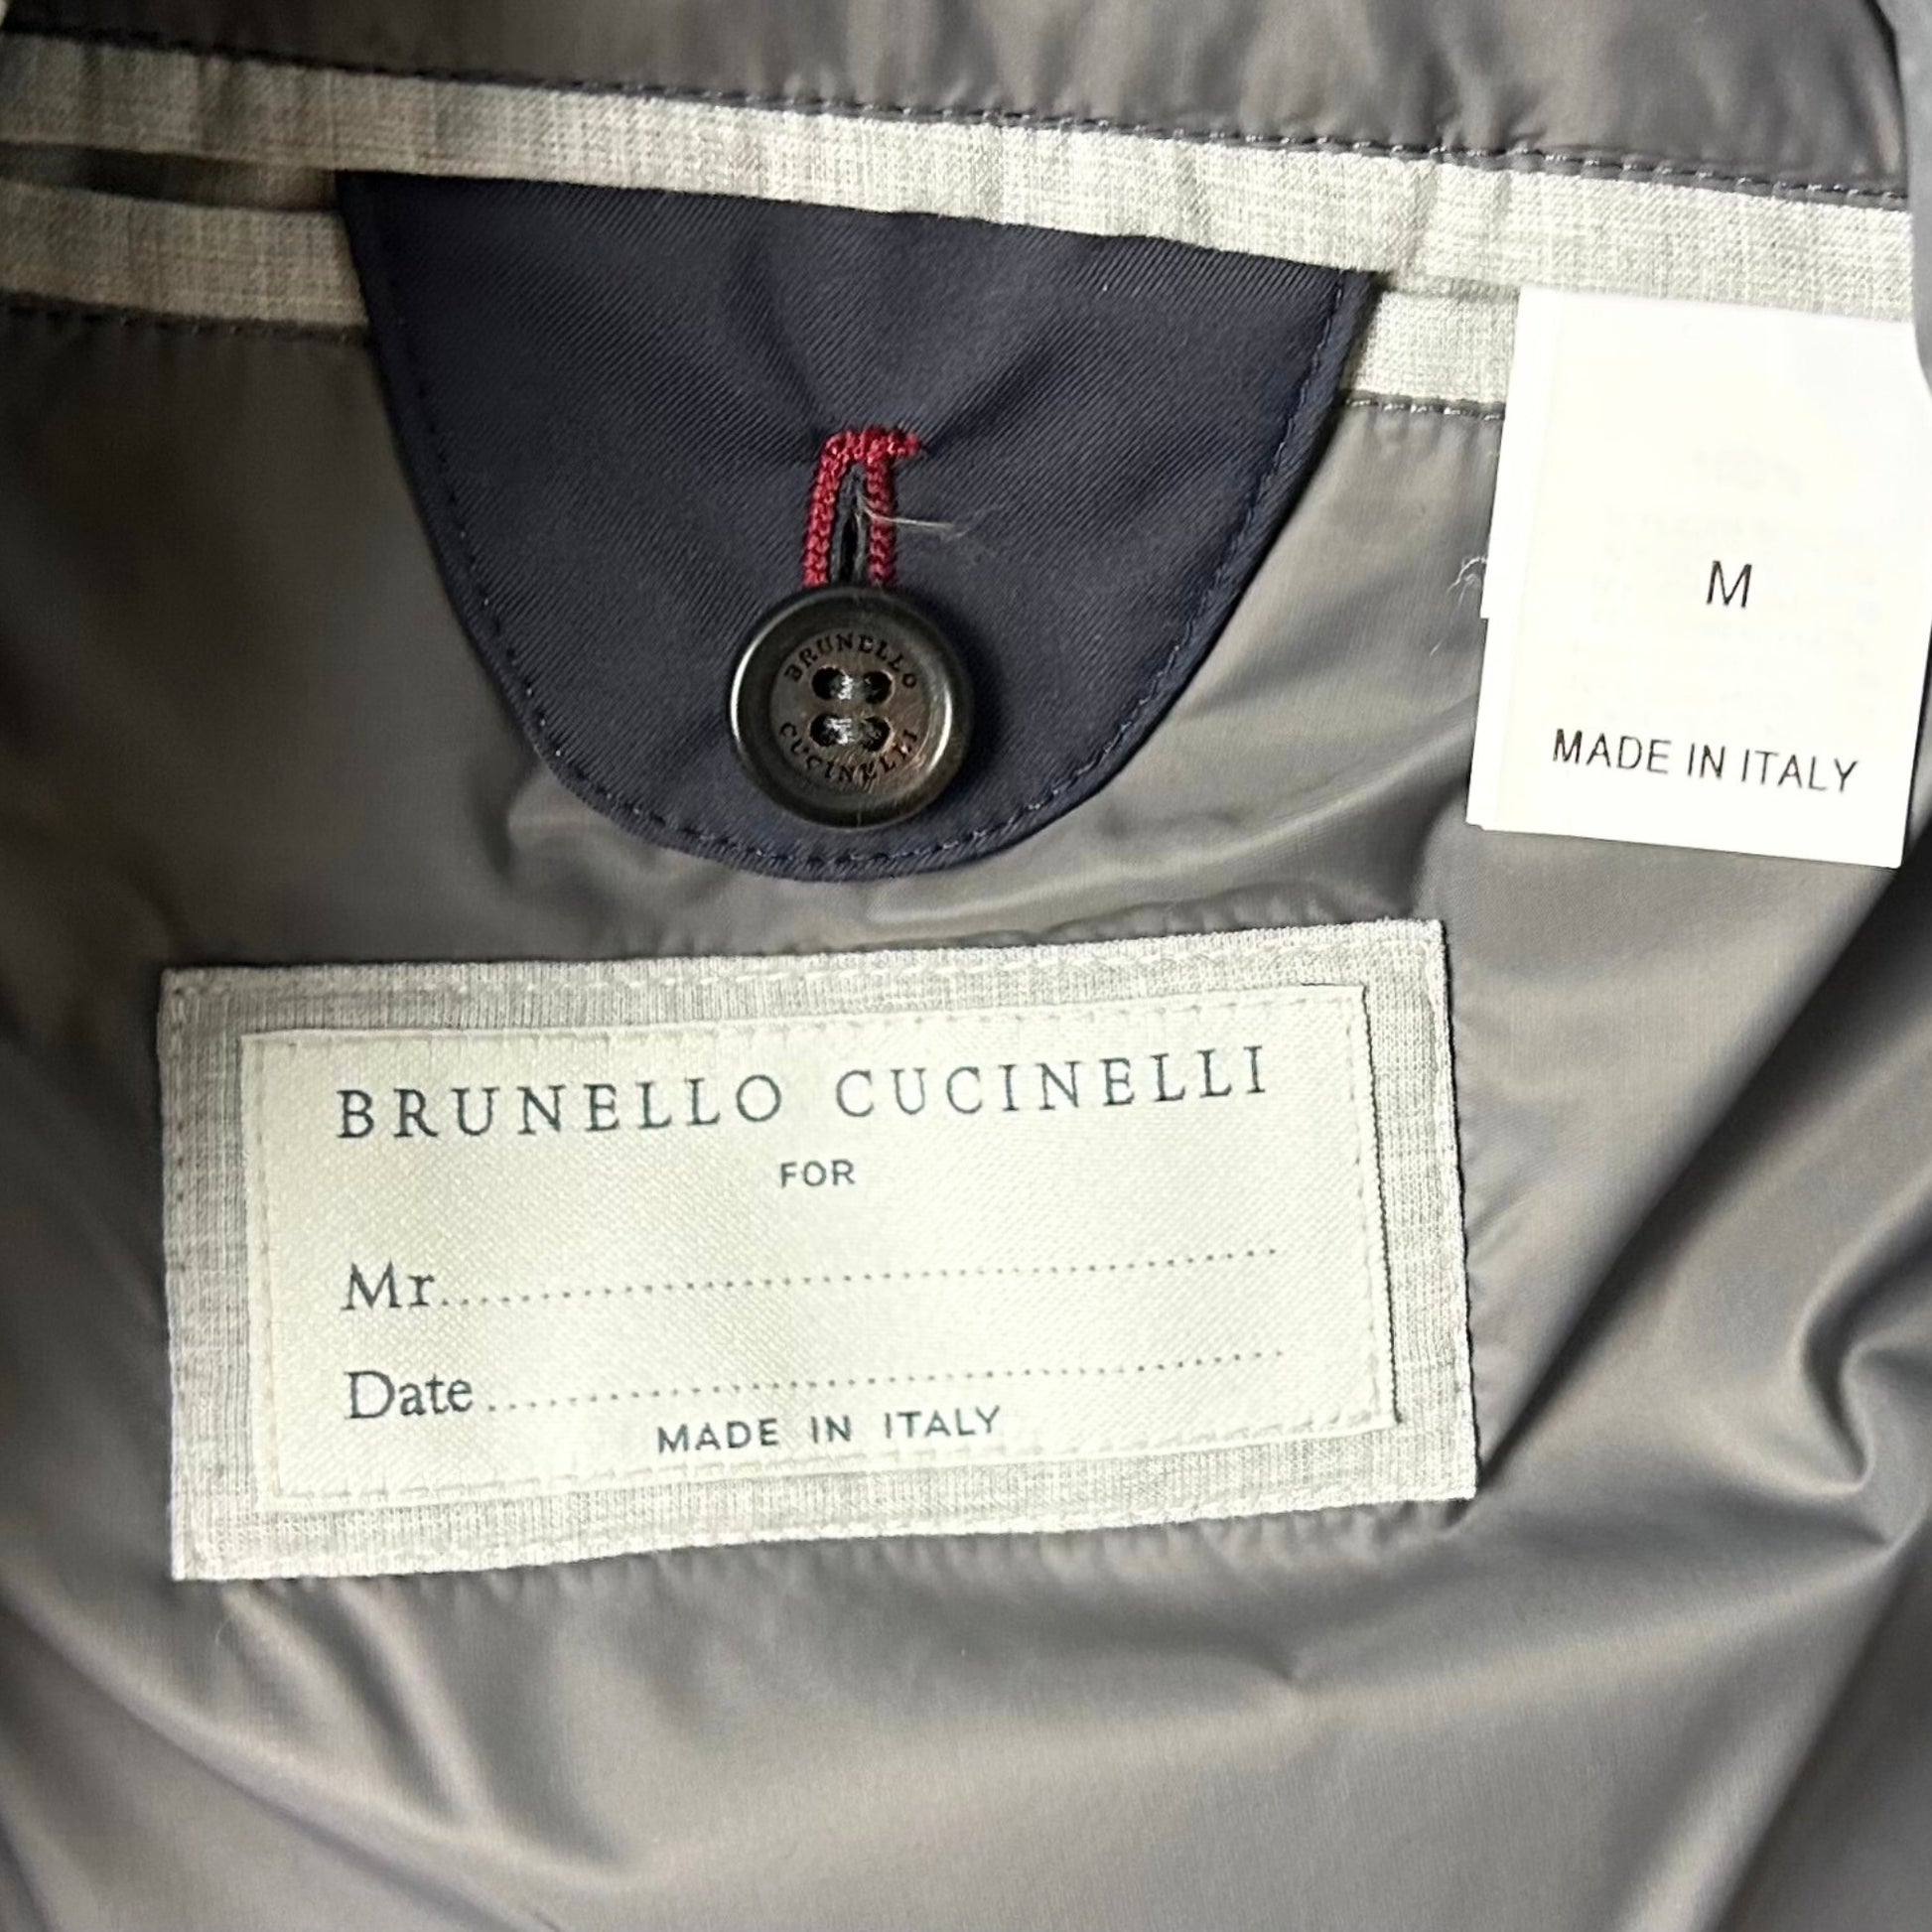 BRUNELLO
CUCINELLI
M
MADE IN ITALY
BRUNELLO CUCINELLI
FOR
Mr..............................
Date..............................
MADE IN ITALY